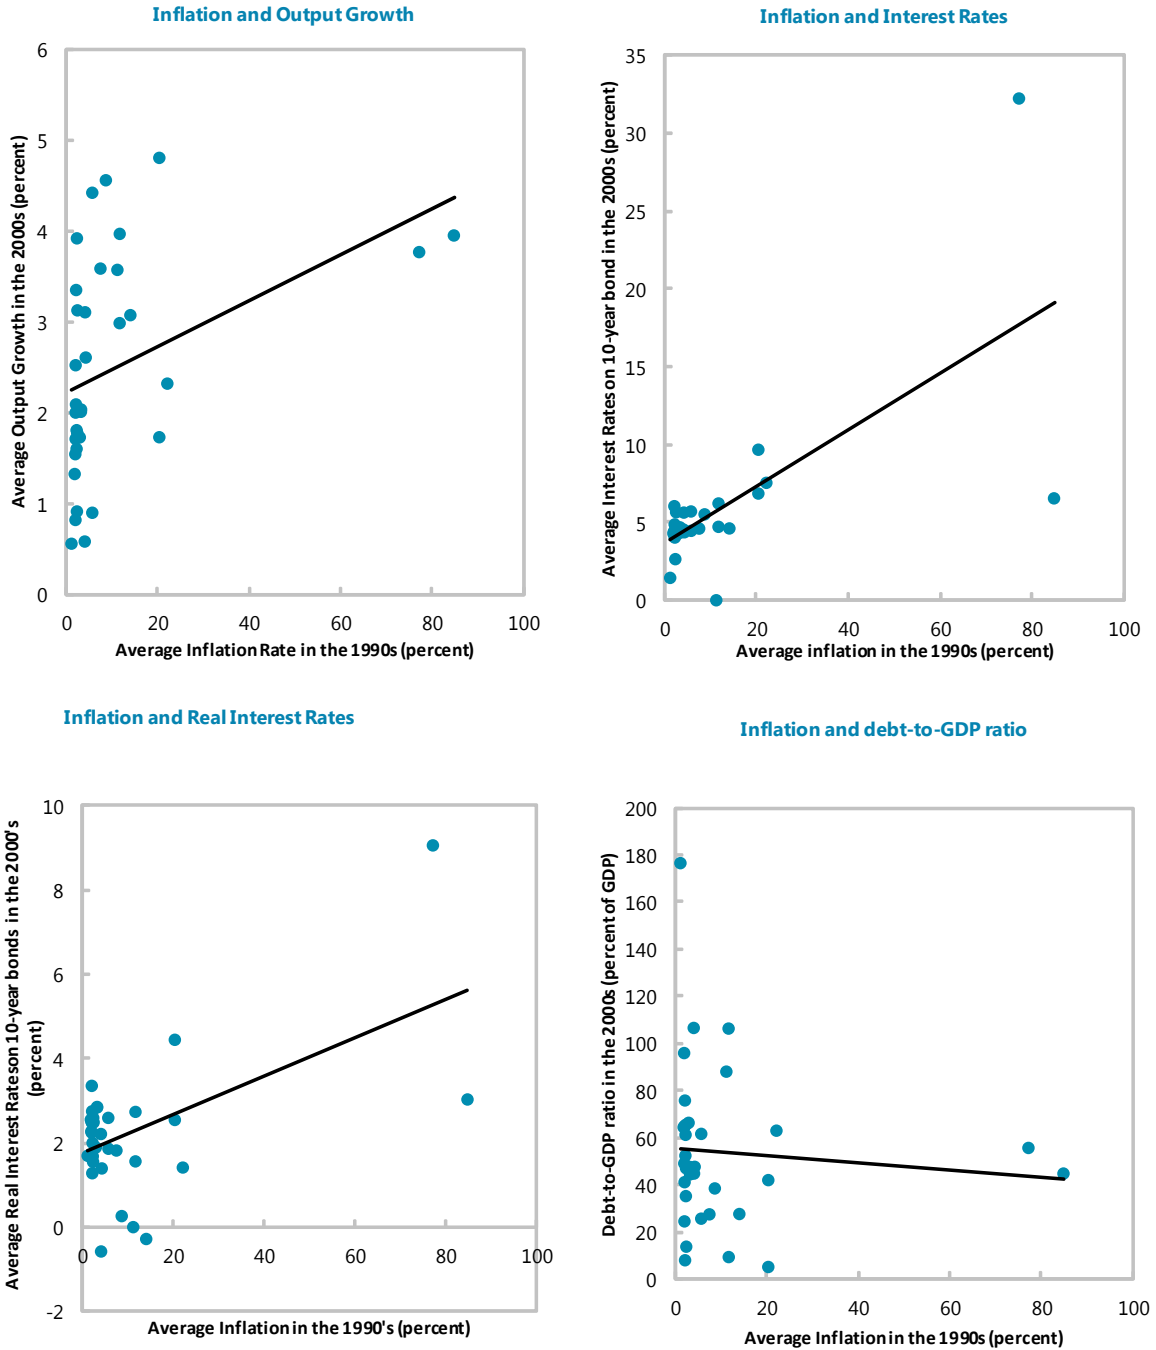 Inflation and Output Growth
6
5
4
3
2
1
0
Average Output Growth in the 2000s (percent)
0 20 40 60 80 100
Average Inflation Rate in the 1990s (percent)
Inflation and Interest Rates
35
30
25
20
15
10
5
0
Average Interest Rates on 10-year bond in the 2000s (percent)
0 20 40 60 80 100
Average inflation in the 1990s (percent)
Inflation and Real Interest Rates
10
8
6
4
2
0
-2
Average Real Interest Rates on 10-year bonds in the 2000's
(percent)
0 20 40 60 80 100
Average Inflation in the 1990's (percent)
Inflation and debt-to-GDP ratio
200
180
160
140
120
100
80
60
40
20
0
Debt-to-GDP ratio in the 2000s (percent of GDP)
0 20 40 60 80 100
Average Inflation in the 1990s (percent)